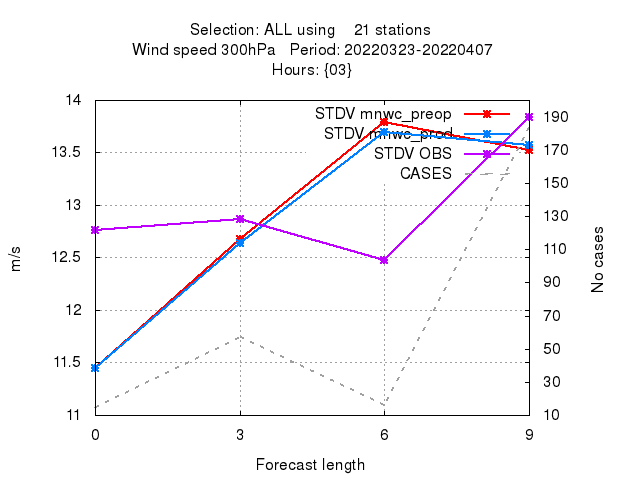 Selection: ALL using 21 stations
Wind speed 300hPa Period: 20220323-20220407
Hours: {03}
STDV mnwc_preop
STDV mnwc_prod
STDV OBS
CASES
14
13.5
13
12.5
12
11.5
11
m/s
190
170
150
130
110
90
70
50
30
10
No cases
0 3 6 9
Forecast length